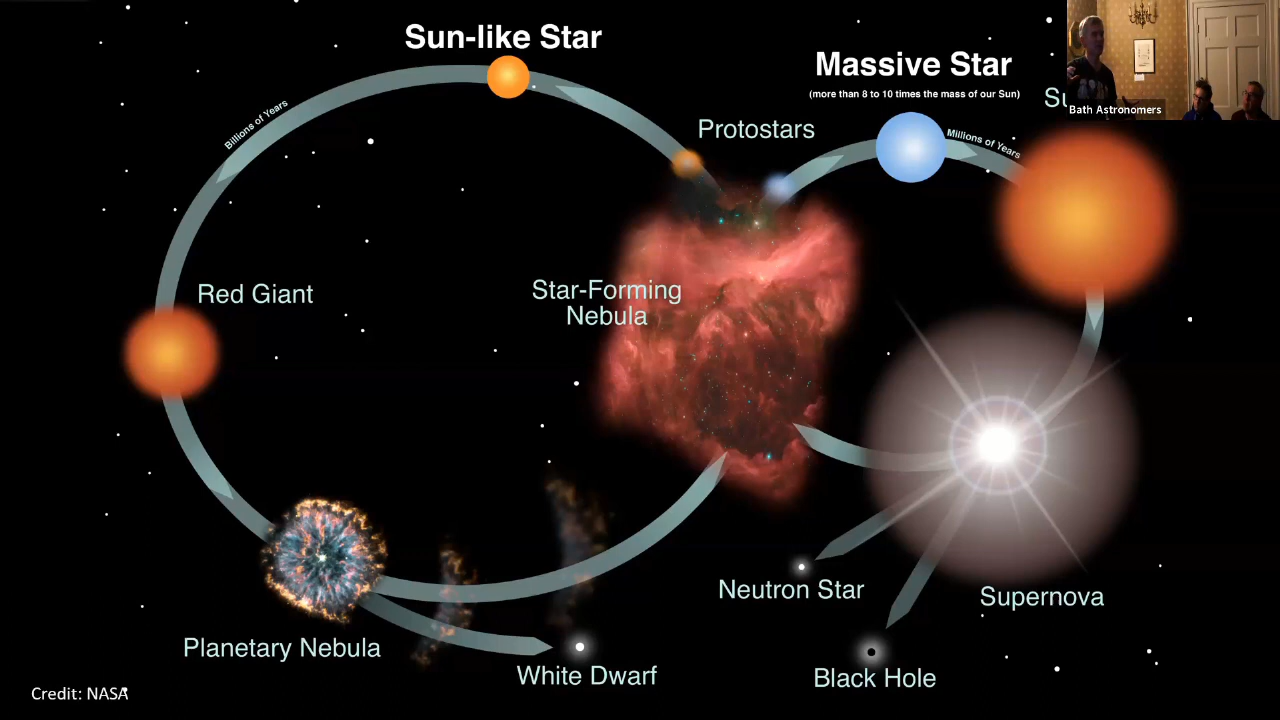 Sun-like Star
Massive Star
(more than 8 to 10 times the mass of our Sun)
Bath Astronomers
Protostars
Billions of Years
Millions of Years
Red Giant
Star-Forming
Nebula
Neutron Star
Supernova
Planetary Nebula
White Dwarf
Black Hole
Credit: NASA